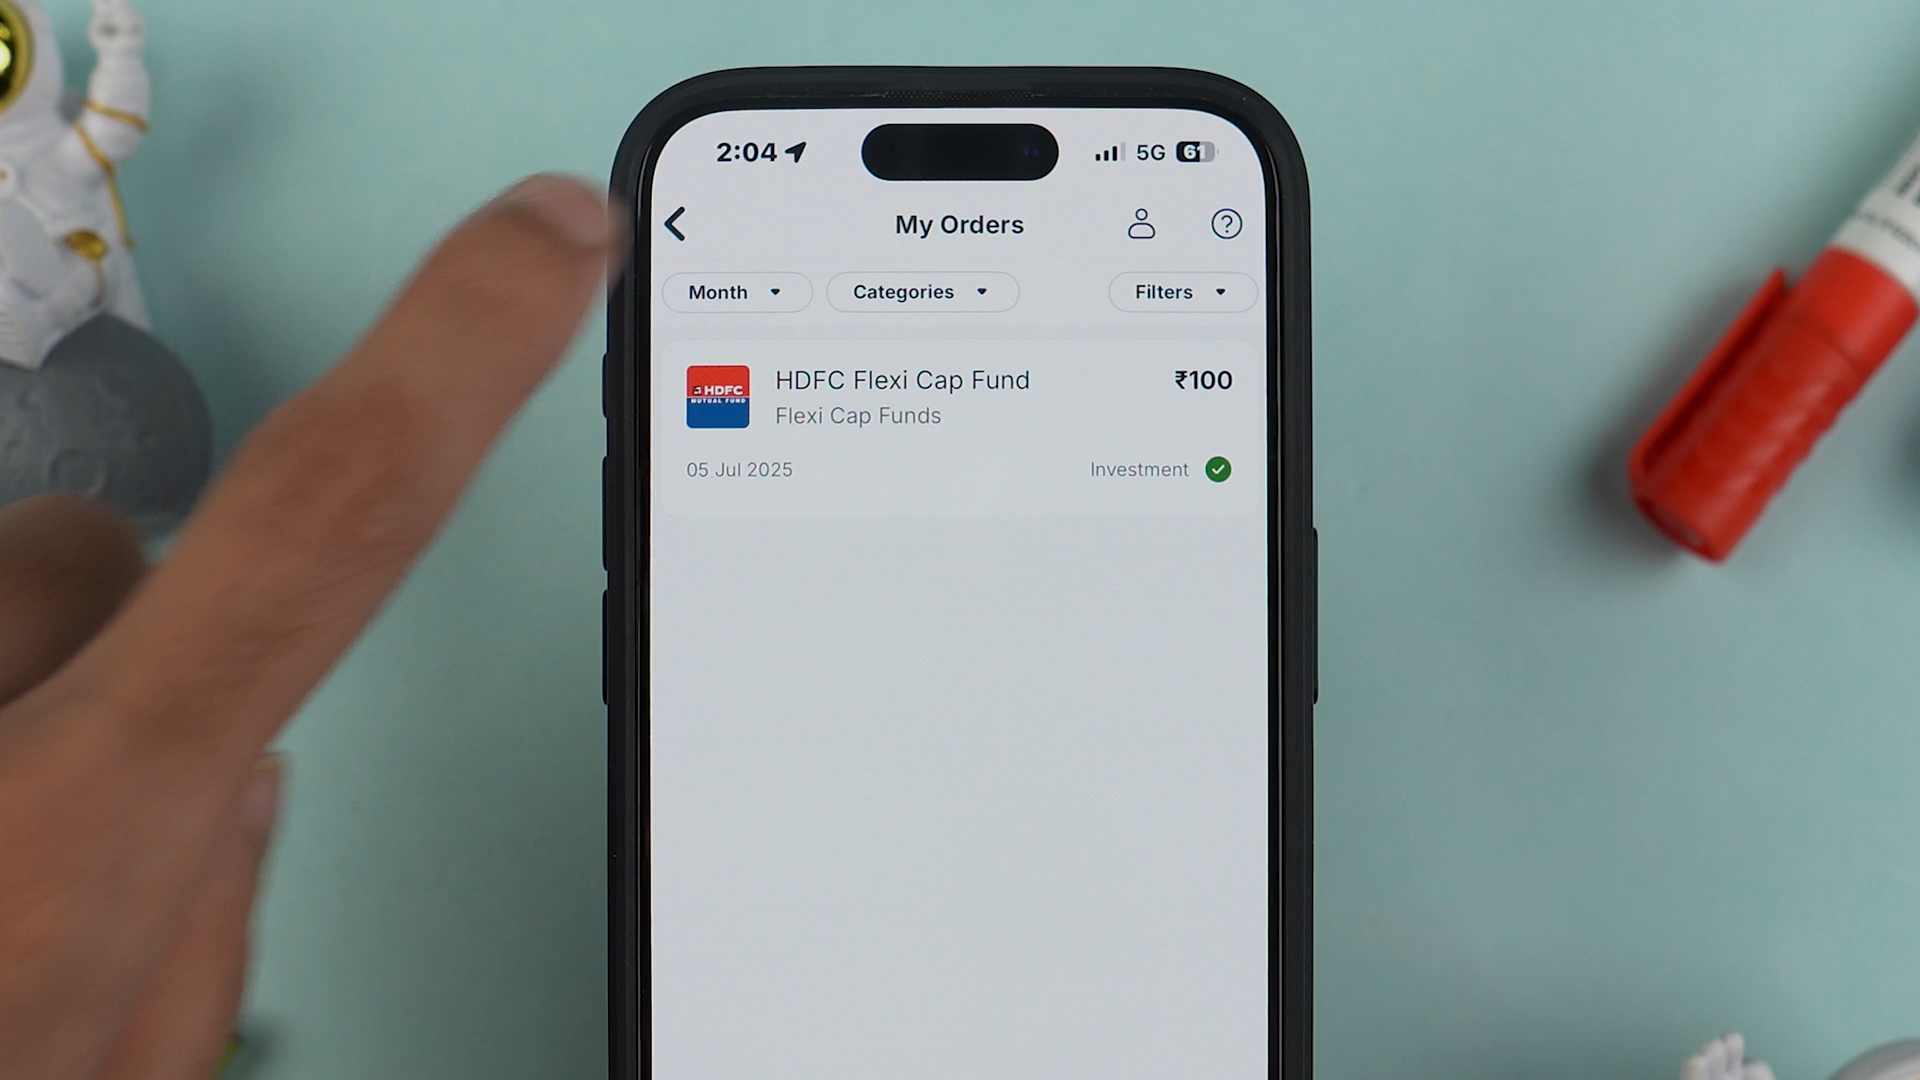 2:04 5G 61
My Orders
Month Categories Filters
HDFC Flexi Cap Fund ₹100
Flexi Cap Funds
HDFC
MUTUAL FUND
05 Jul 2025 Investment